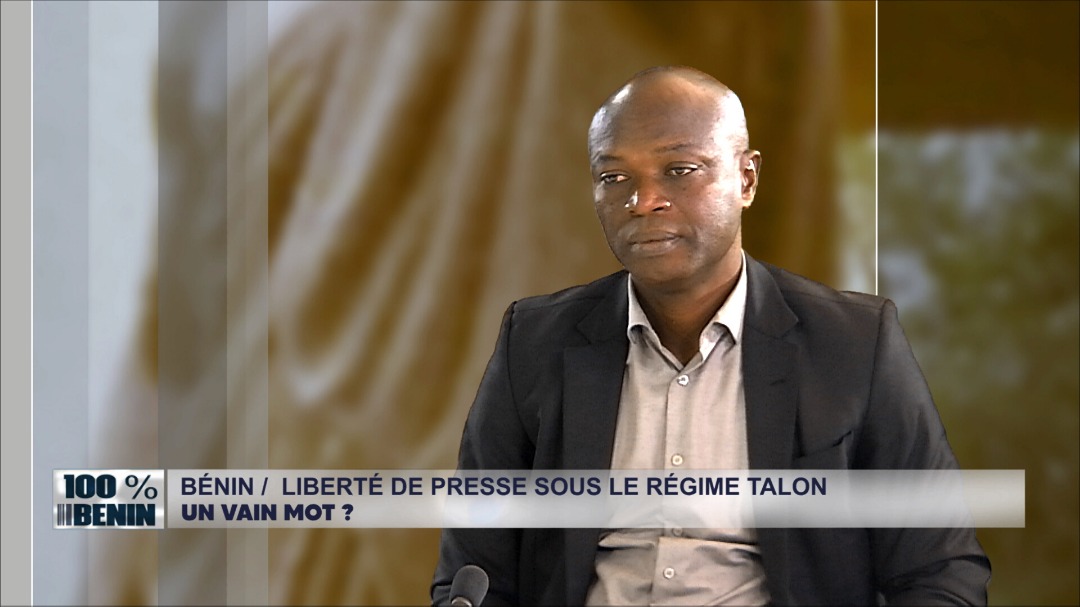 100 %
BENIN
BÉNIN / LIBERTÉ DE PRESSE SOUS LE RÉGIME TALON
UN VAIN MOT ?